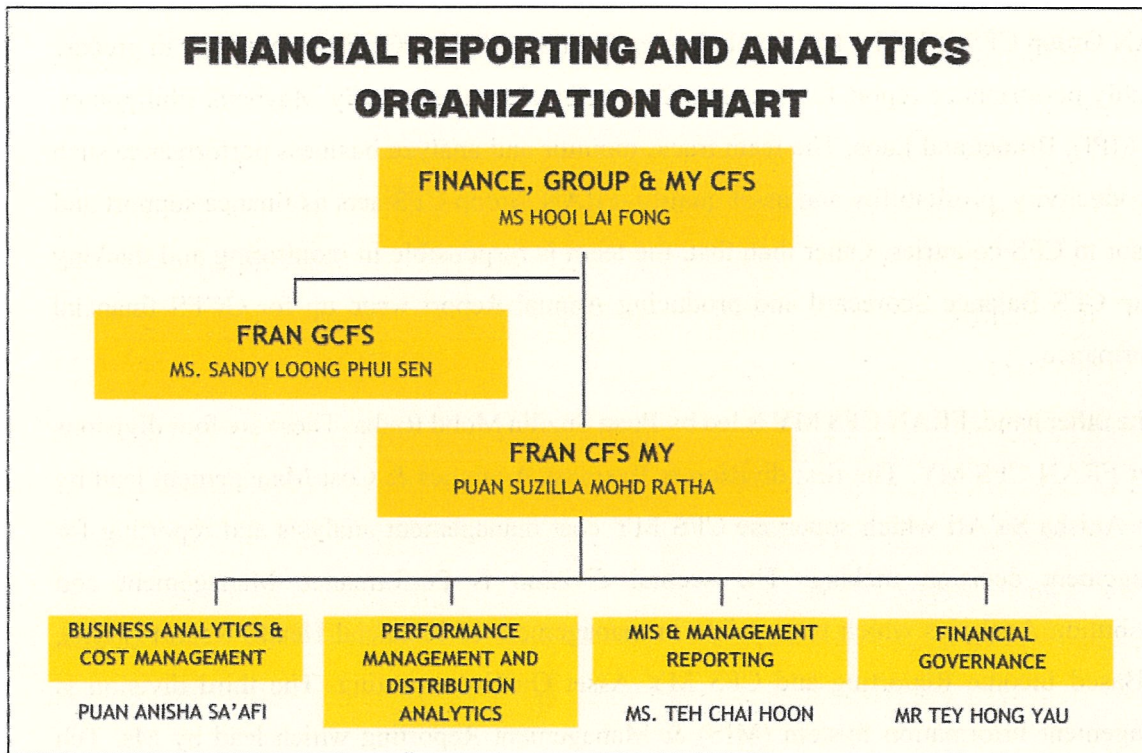 FINANCIAL REPORTING AND ANALYTICS
ORGANIZATION CHART
FINANCE, GROUP & MY CFS
MS HOOI LAI FONG
FRAN GCFS
MS. SANDY LOONG PHUI SEN
FRAN CFS MY
PUAN SUZILLA MOHD RATHA
BUSINESS ANALYTICS &
COST MANAGEMENT
PUAN ANISHA SA'AFI
PERFORMANCE
MANAGEMENT AND
DISTRIBUTION
ANALYTICS
MIS & MANAGEMENT
REPORTING
MS. TEH CHAI HOON
FINANCIAL
GOVERNANCE
MR TEY HONG YAU